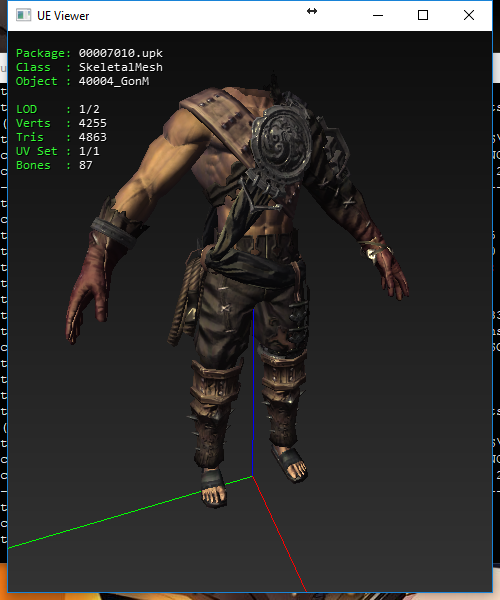 UE Viewer
Package: 00007010.upk
Class : SkeletalMesh
Object : 40004_GonM
LOD : 1/2
Verts : 4255
Tris : 4863
UV Set : 1/1
Bones : 87